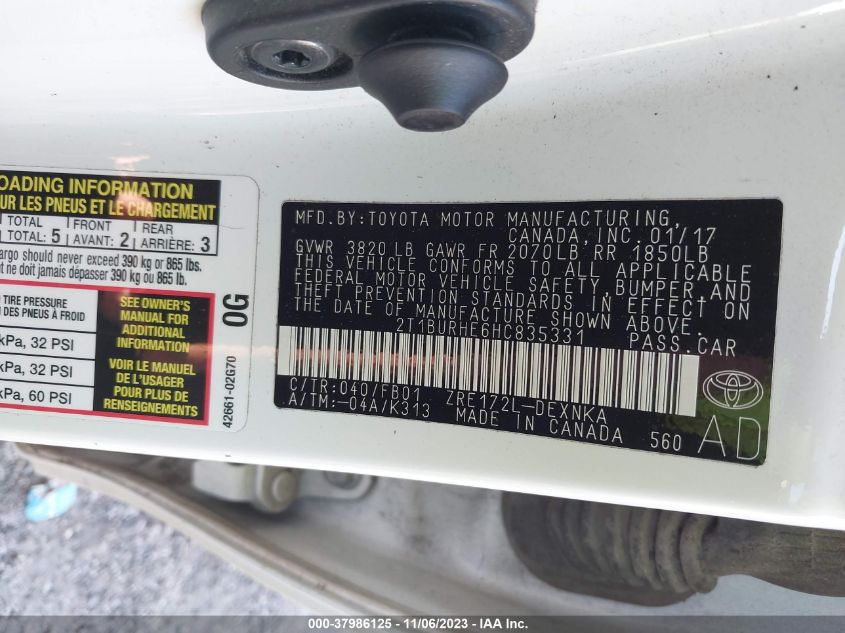 OADING INFORMATION
UR LES PNEUS ET LE CHARGEMENT
TOTAL FRONT REAR
TOTAL: 5 AVANT: 2 ARRIÈRE: 3
argo should never exceed 390 kg or 865 lbs.
t ne doit jamais dépasser 390 kg ou 865 lb.
TIRE PRESSURE
DES PNEUS À FROID
kPa, 32 PSI
kPa, 32 PSI
kPa, 60 PSI
SEE OWNER'S
MANUAL FOR
ADDITIONAL
INFORMATION
VOIR LE MANUEL
DE L'USAGER
POUR PLUS DE
RENSEIGNEMENTS
0G
42661-02G70
MFD. BY: TOYOTA MOTOR MANUFACTURING,
CANADA, INC. 01/17
GVWR 3820 LB GAWR FR 2070LB RR 1850LB
THIS VEHICLE CONFORMS TO ALL APPLICABLE
FEDERAL MOTOR VEHICLE SAFETY, BUMPER AND
THEFT PREVENTION STANDARDS IN EFFECT ON
THE DATE OF MANUFACTURE SHOWN ABOVE.
2T1BURHE6HC835331 PASS. CAR
C/TR: 040/FB01 ZRE172L-DEXNKA
A/TM: -04A/K313 MADE IN CANADA 560
AD
000-37986125 - 11/06/2023 - IAA Inc.